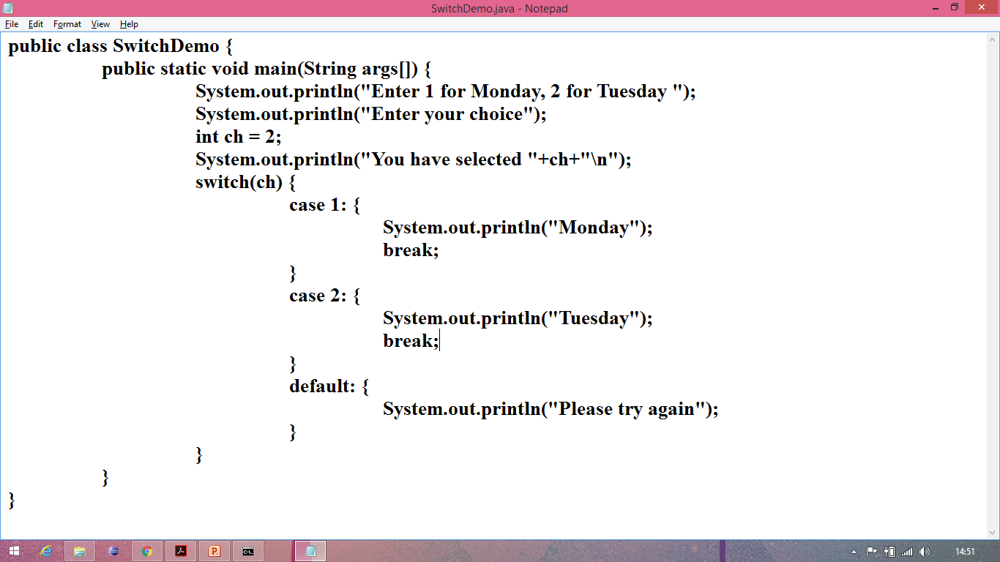 SwitchDemo.java - Notepad
File Edit Format View Help
public class SwitchDemo {
public static void main(String args[]) {
System.out.println("Enter 1 for Monday, 2 for Tuesday ");
System.out.println("Enter your choice");
int ch = 2;
System.out.println("You have selected "+ch+"\n");
switch(ch) {
case 1: {
System.out.println("Monday");
break;
}
case 2: {
System.out.println("Tuesday");
break;
}
default: {
System.out.println("Please try again");
}
}
}
}
14:51